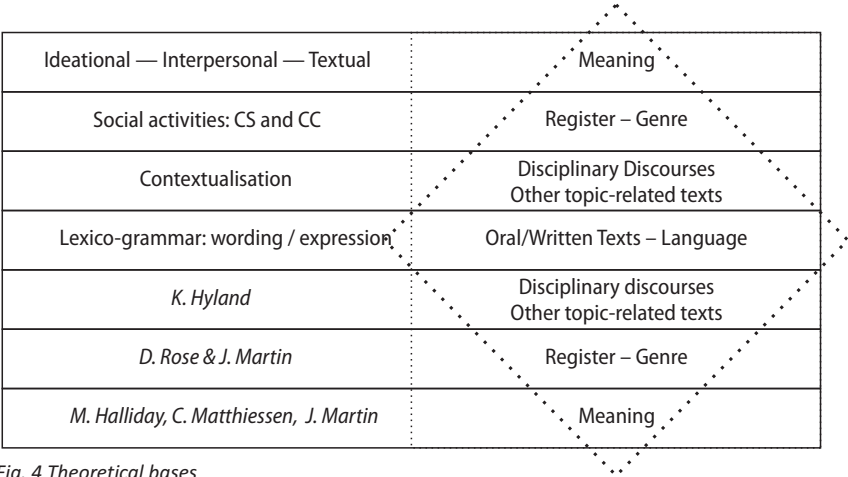 Ideational — Interpersonal — Textual
Meaning
Social activities: CS and CC
Register – Genre
Contextualisation
Disciplinary Discourses
Other topic-related texts
Lexico-grammar: wording / expression
Oral/Written Texts – Language
K. Hyland
Disciplinary discourses
Other topic-related texts
D. Rose & J. Martin
Register – Genre
M. Halliday, C. Matthiessen, J. Martin
Meaning
Fig. 4 Theoretical bases